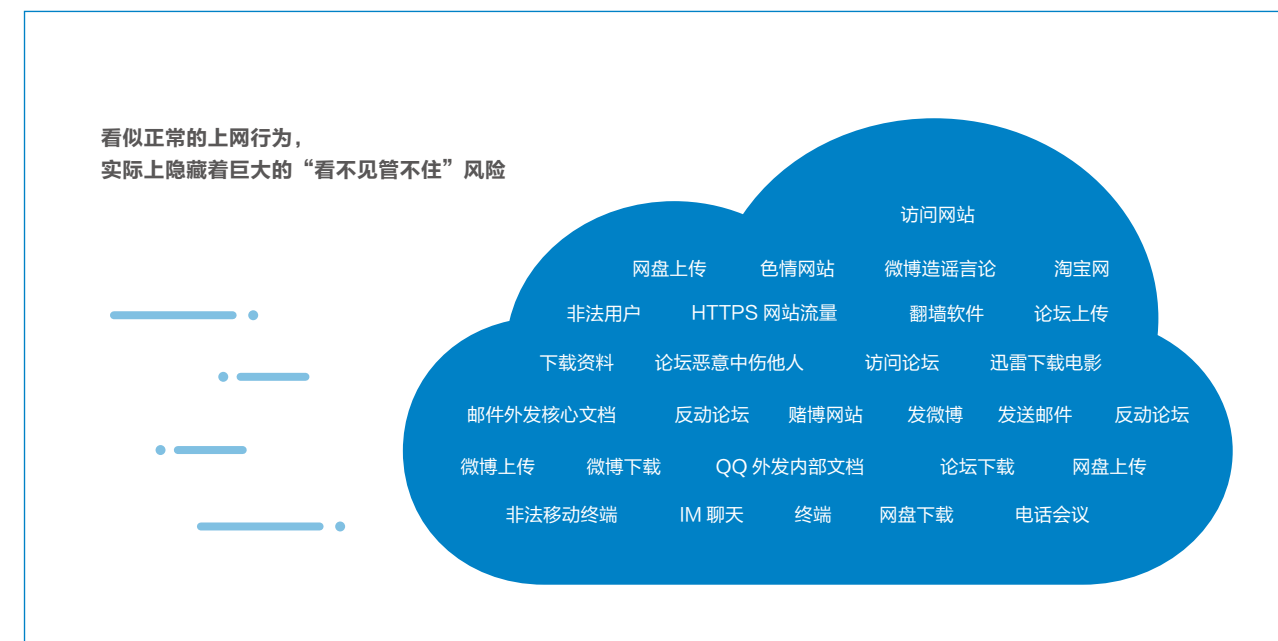 看似正常的上网行为，
实际上隐藏着巨大的“看不见管不住”风险
访问网站
网盘上传 色情网站 微博造谣言论 淘宝网
非法用户 HTTPS 网站流量 翻墙软件 论坛上传
下载资料 论坛恶意中伤他人 访问论坛 迅雷下载电影
邮件外发核心文档 反动论坛 赌博网站 发微博 发送邮件 反动论坛
微博上传 微博下载 QQ 外发内部文档 论坛下载 网盘上传
非法移动终端 IM 聊天 终端 网盘下载 电话会议